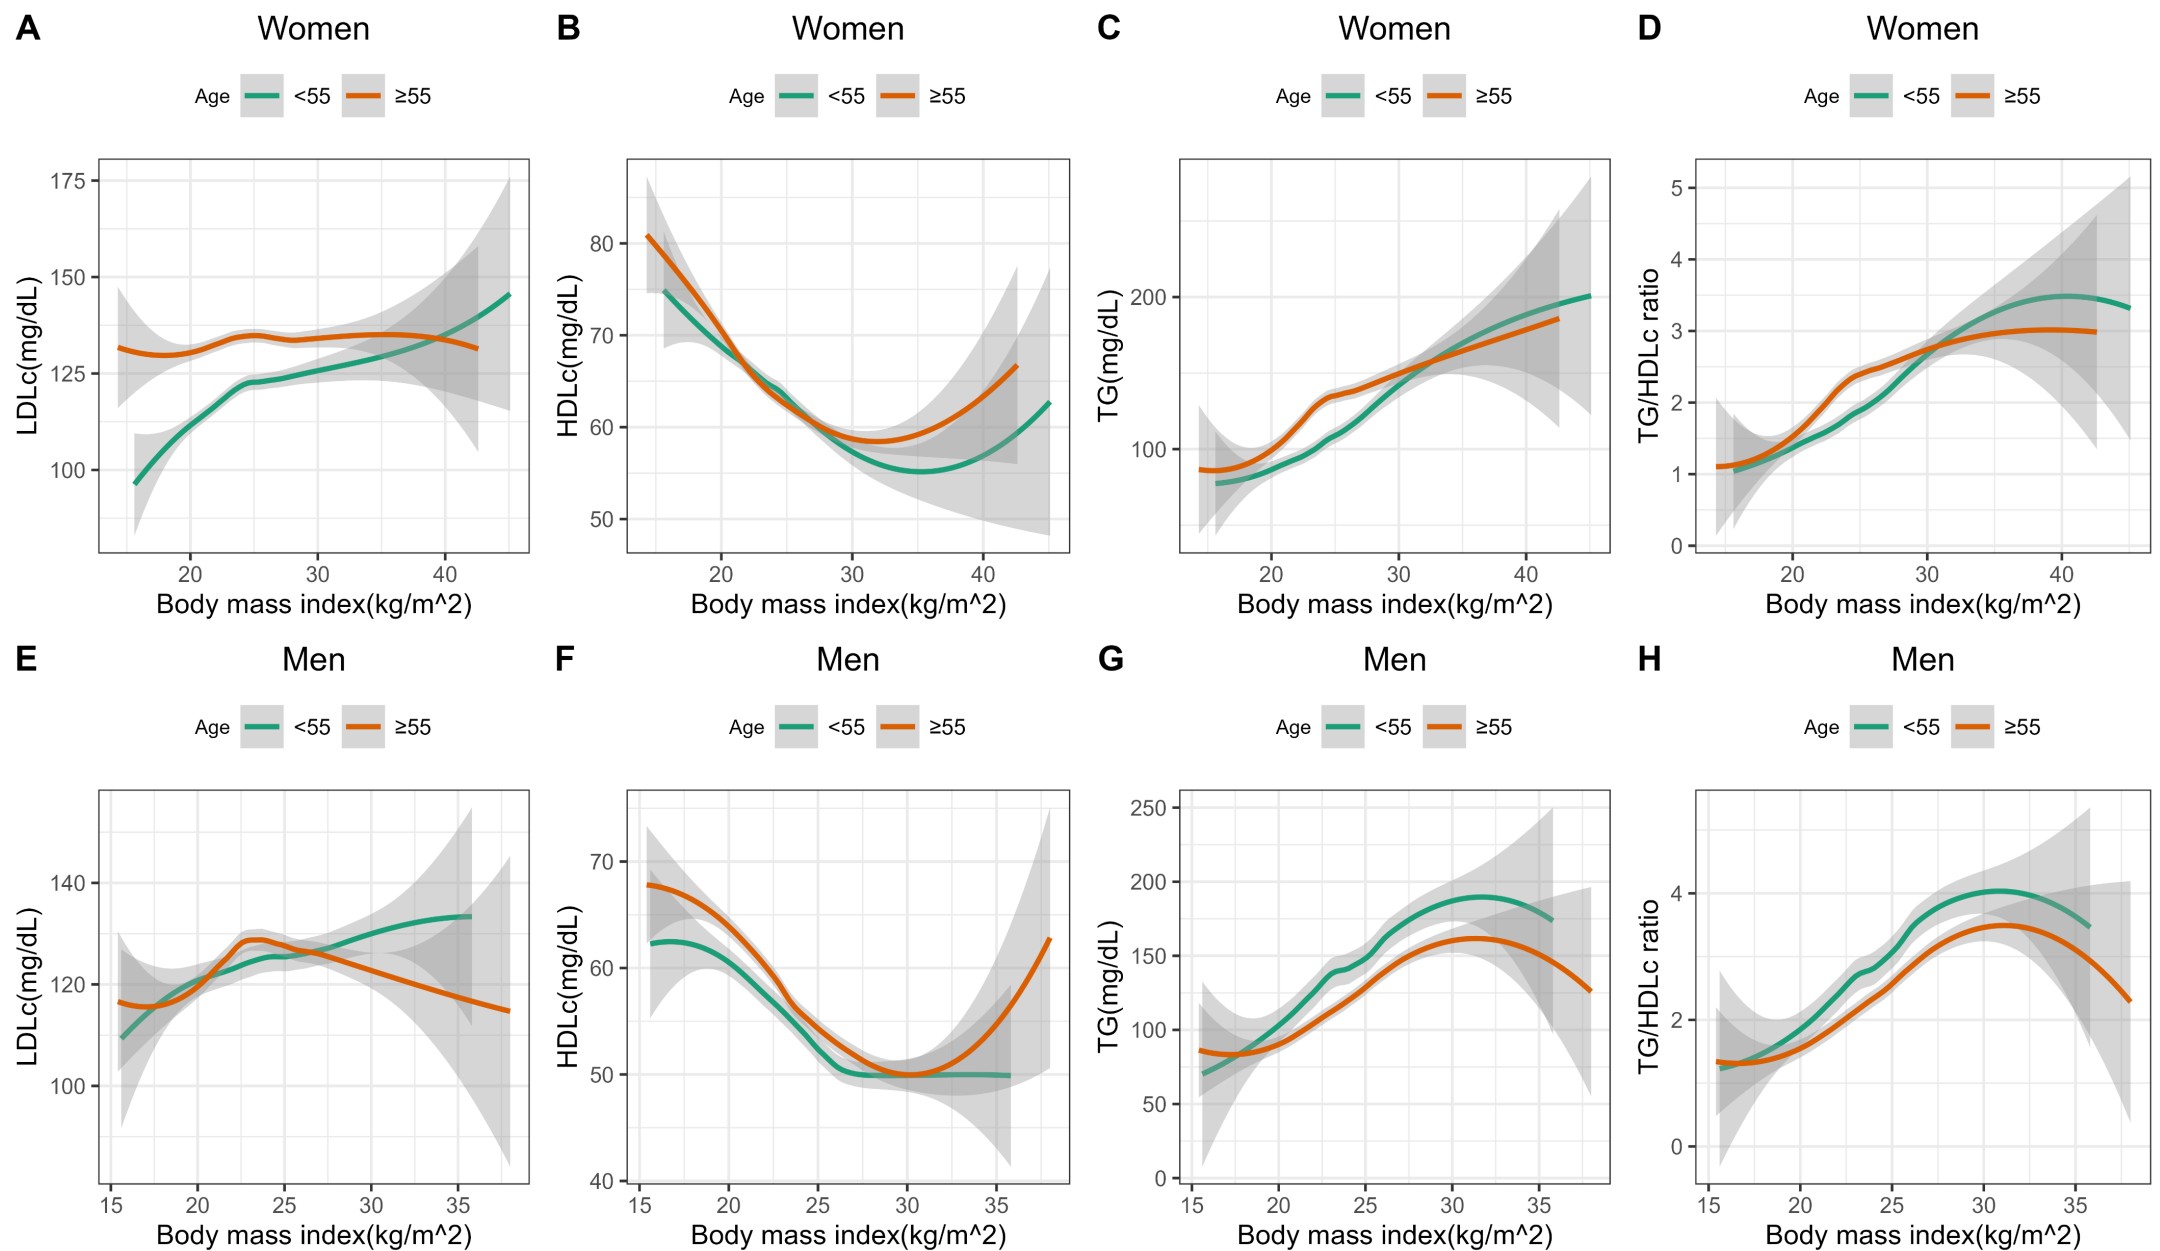 A Women
Age <55 ≥55
LDLc(mg/dL)
175
150
125
100
20 30 40
Body mass index(kg/m^2)
B Women
Age <55 ≥55
HDLc(mg/dL)
80
70
60
50
20 30 40
Body mass index(kg/m^2)
C Women
Age <55 ≥55
TG(mg/dL)
200
100
20 30 40
Body mass index(kg/m^2)
D Women
Age <55 ≥55
TG/HDLc ratio
5
4
3
2
1
0
20 30 40
Body mass index(kg/m^2)
E Men
Age <55 ≥55
LDLc(mg/dL)
140
120
100
15 20 25 30 35
Body mass index(kg/m^2)
F Men
Age <55 ≥55
HDLc(mg/dL)
70
60
50
40
15 20 25 30 35
Body mass index(kg/m^2)
G Men
Age <55 ≥55
TG(mg/dL)
250
200
150
100
50
0
15 20 25 30 35
Body mass index(kg/m^2)
H Men
Age <55 ≥55
TG/HDLc ratio
4
2
0
15 20 25 30 35
Body mass index(kg/m^2)